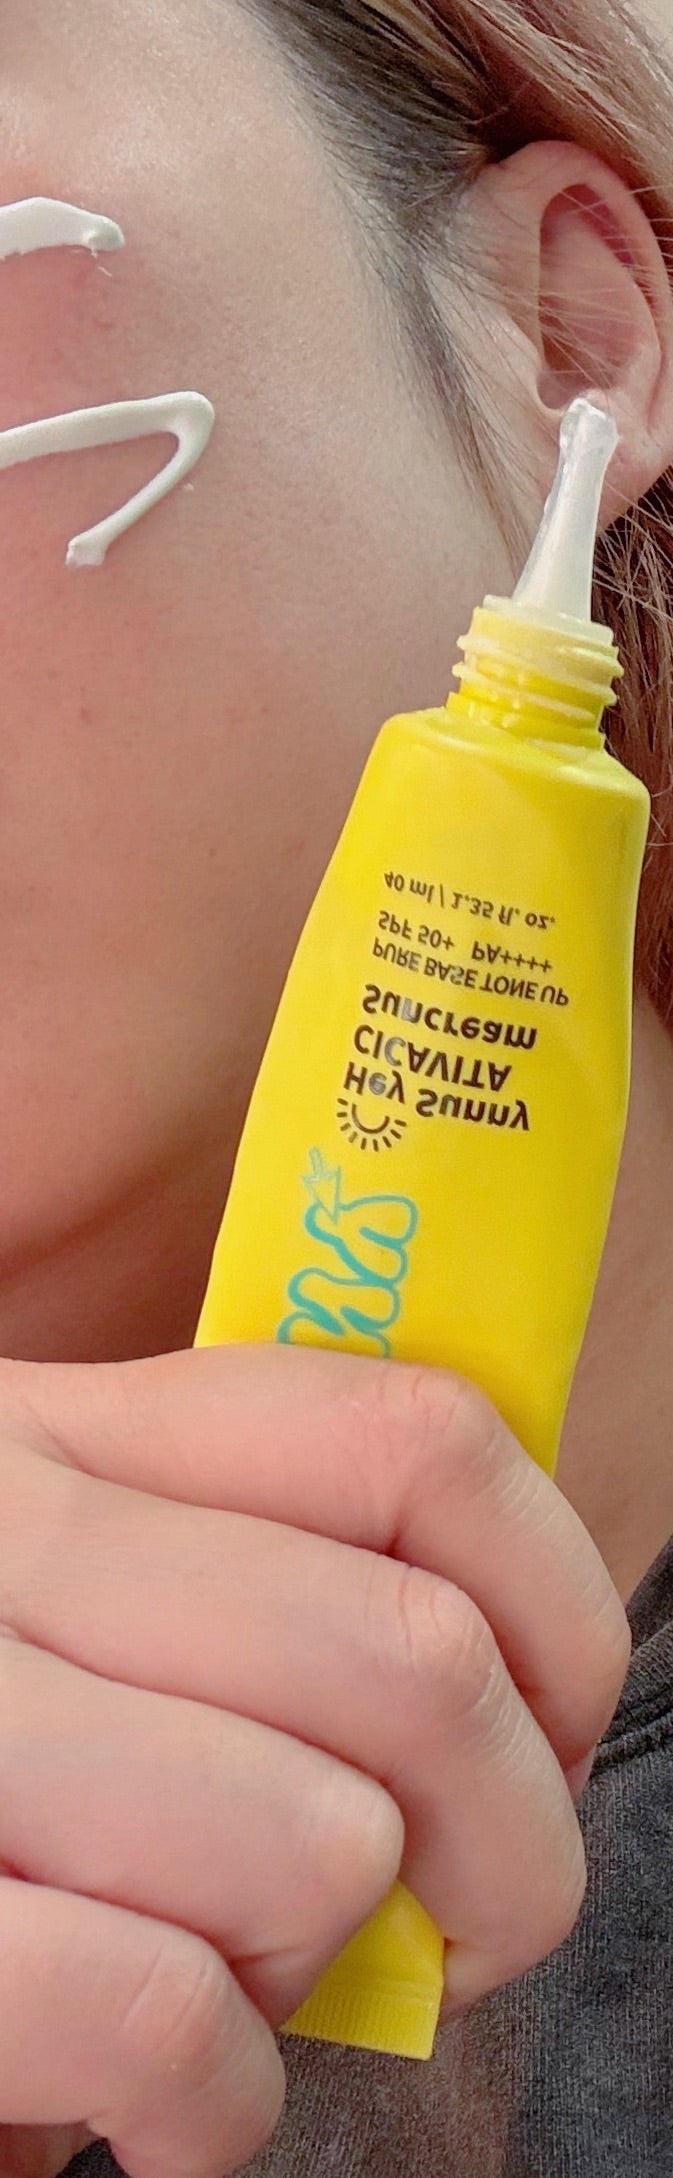 Hey Sunny
CICAVITA
Suncream
PURE BASE TONE UP
SPF 50+ PA++++
40 ml / 1.35 fl. oz.